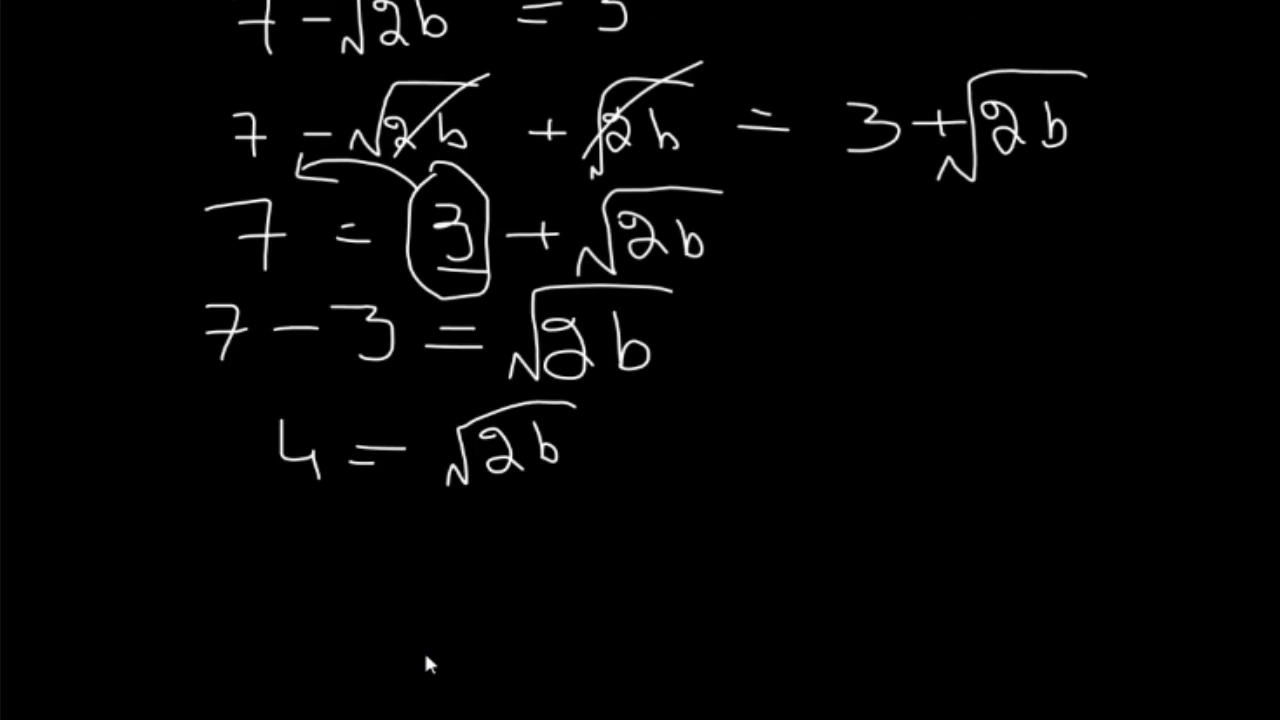 7 - √2b = 3
7 - √2b + √2b = 3 + √2b
7 = 3 + √2b
7 - 3 = √2b
4 = √2b